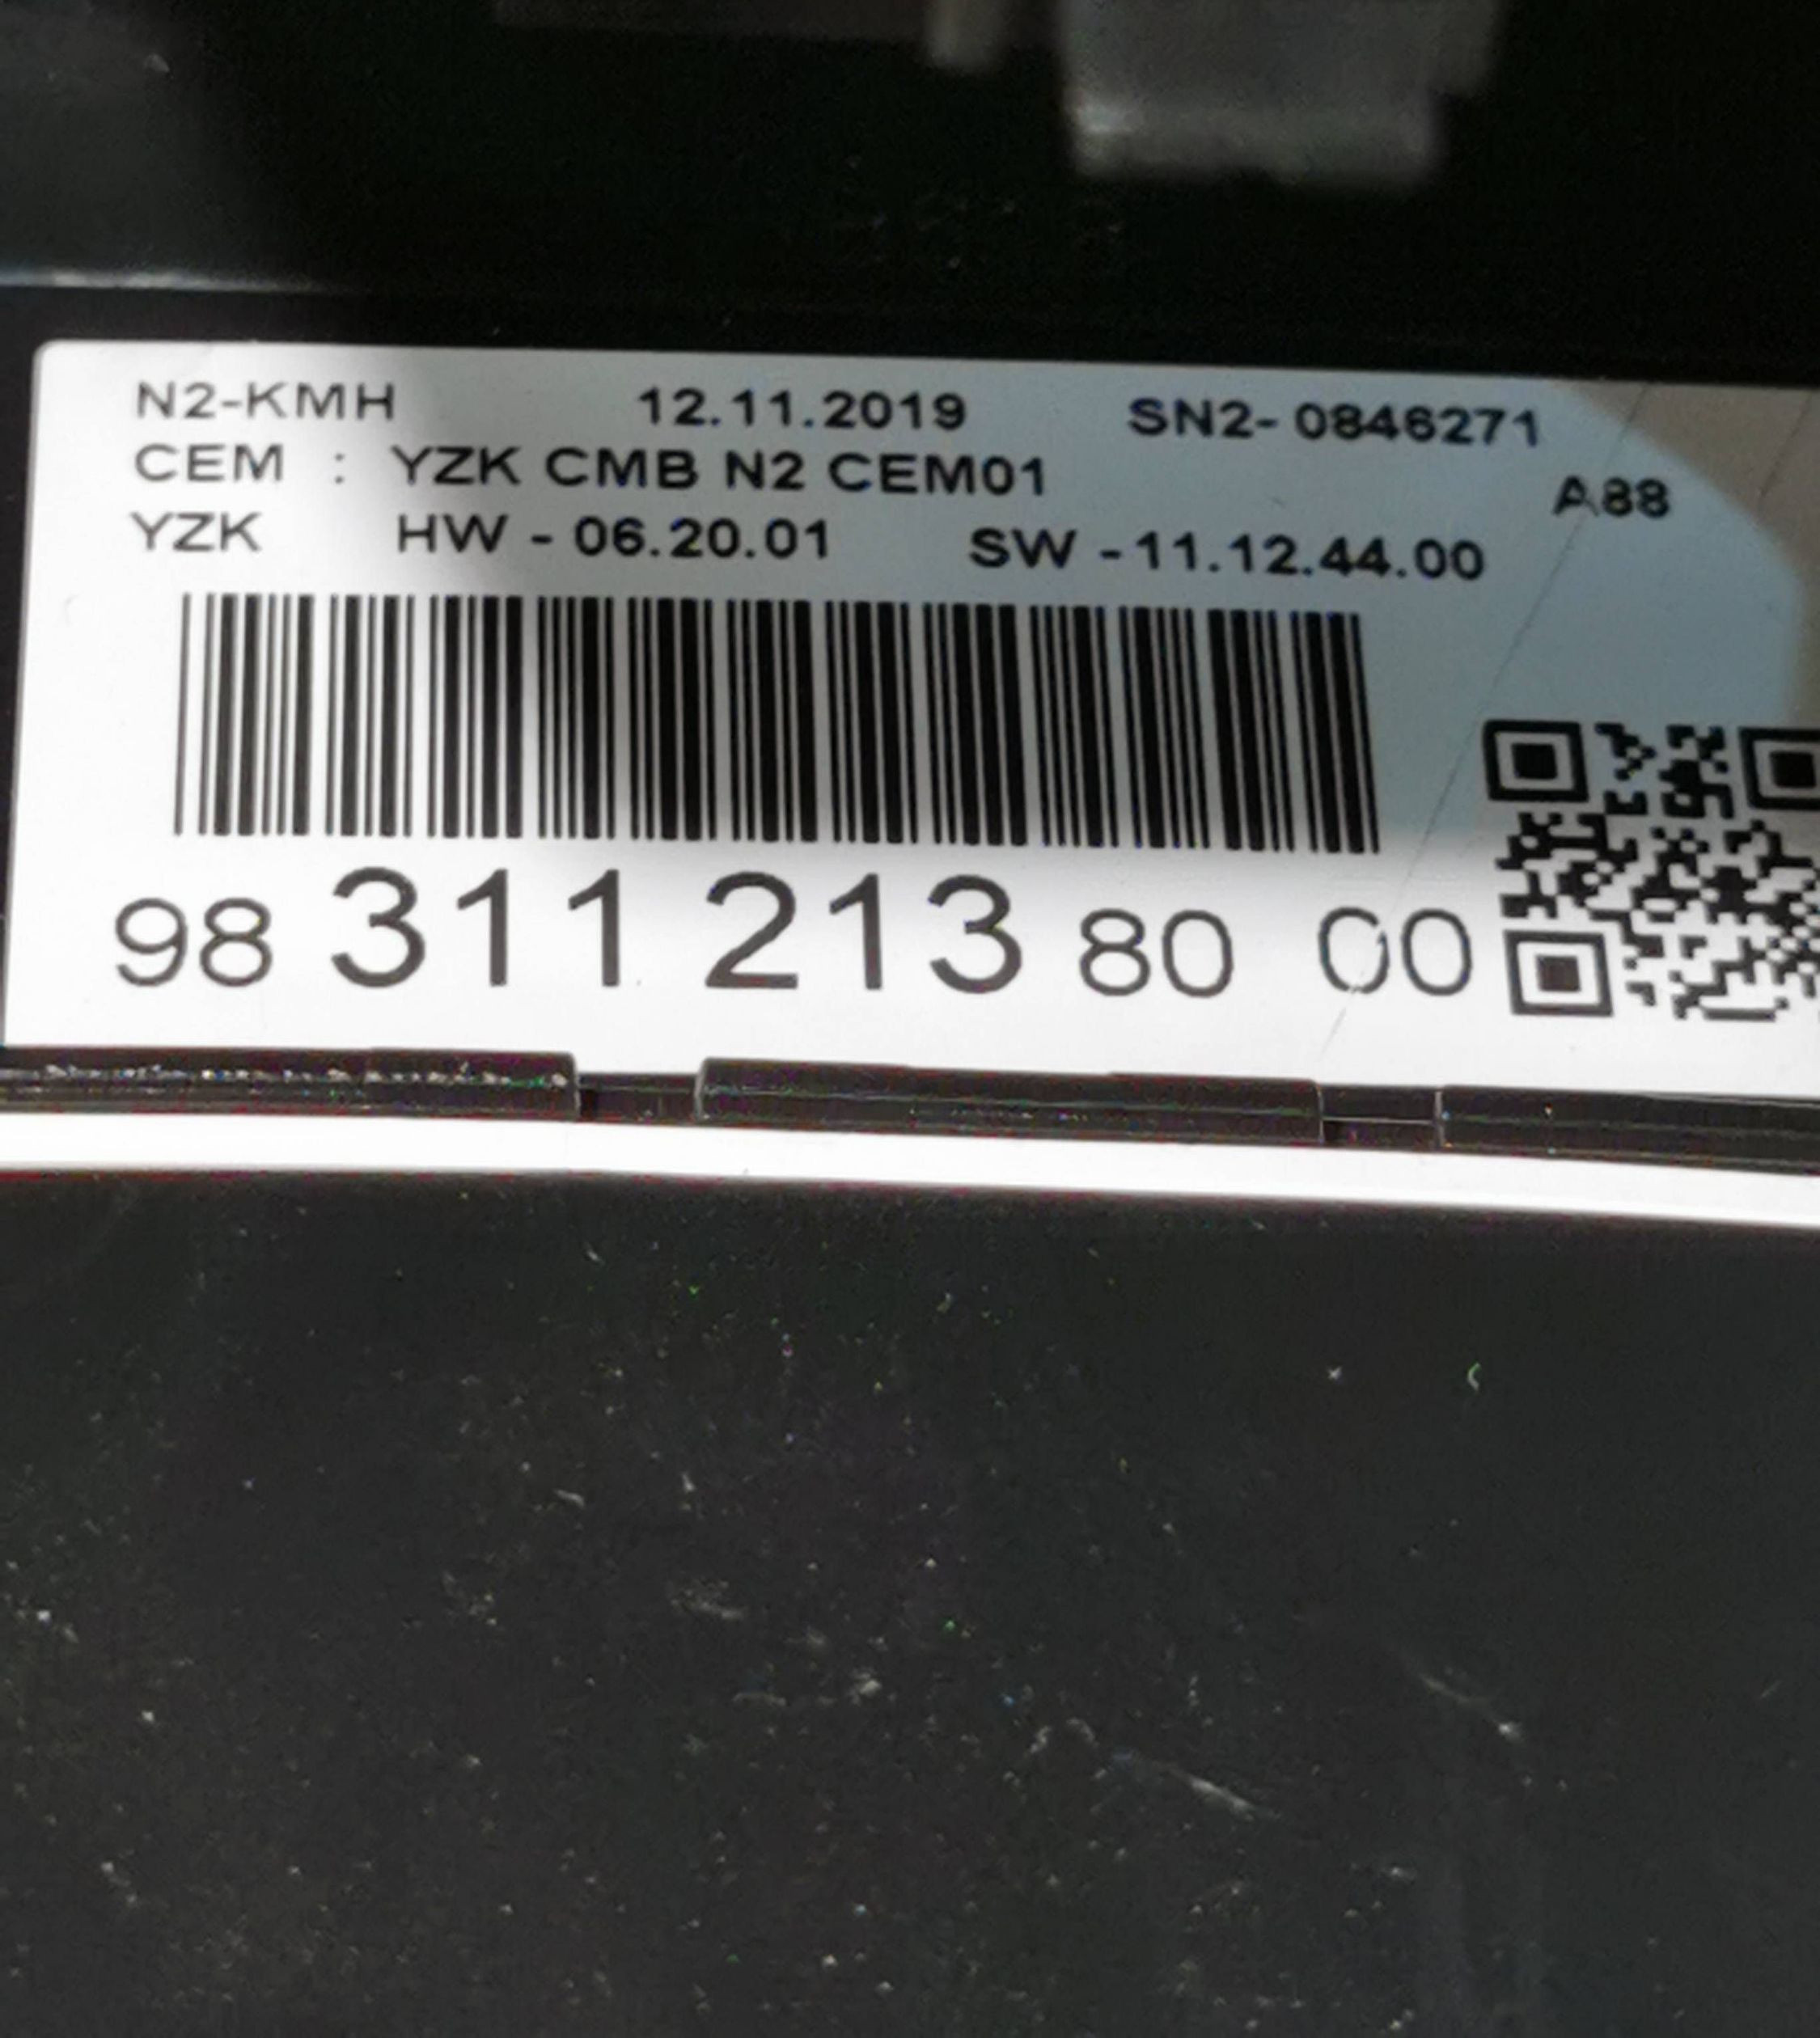 N2-KMH 12.11.2019 SN2- 0846271
CEM : YZK CMB N2 CEM01 A88
YZK HW - 06.20.01 SW -11.12.44.00
98 311 213 80 00